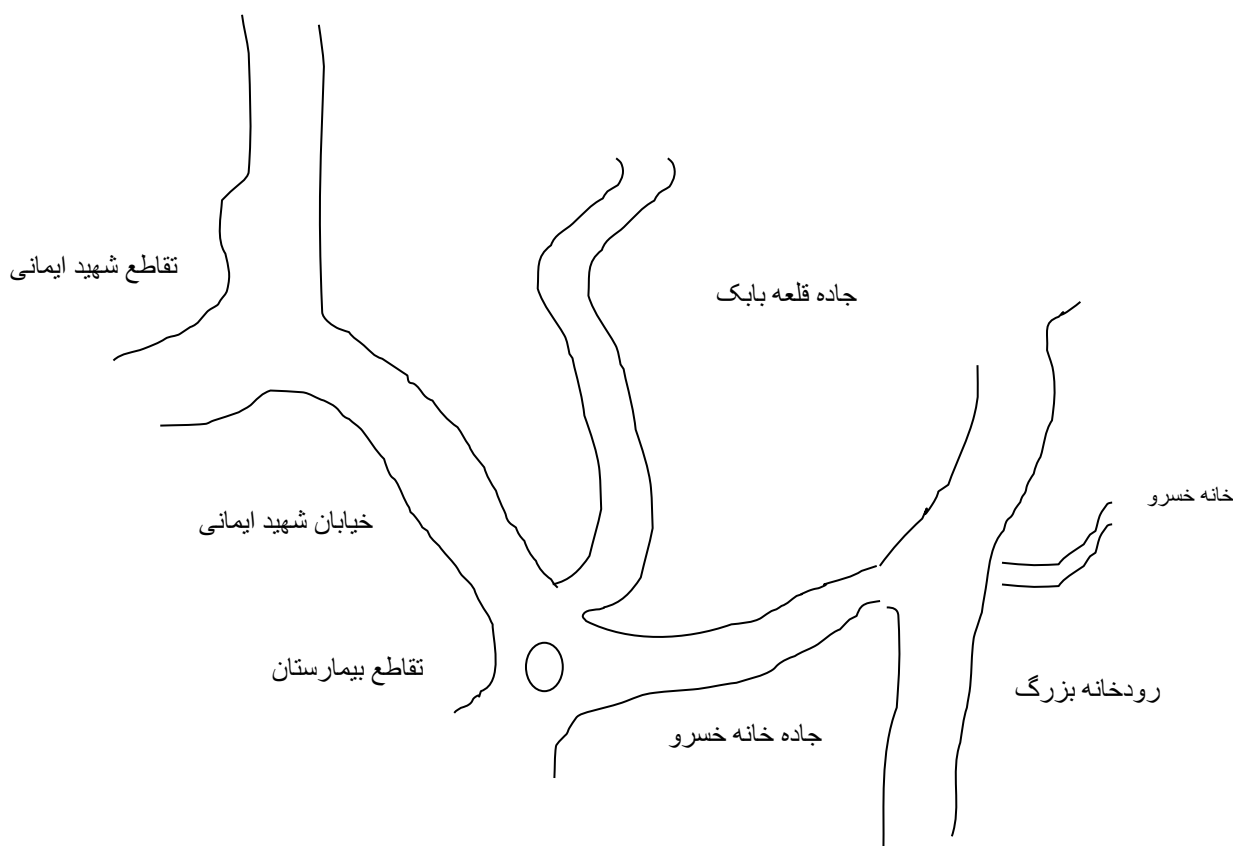 تقاطع شهید ایمانی
جاده قلعه بابک
خانه خسرو
خیابان شهید ایمانی
تقاطع بیمارستان
رودخانه بزرگ
جاده خانه خسرو